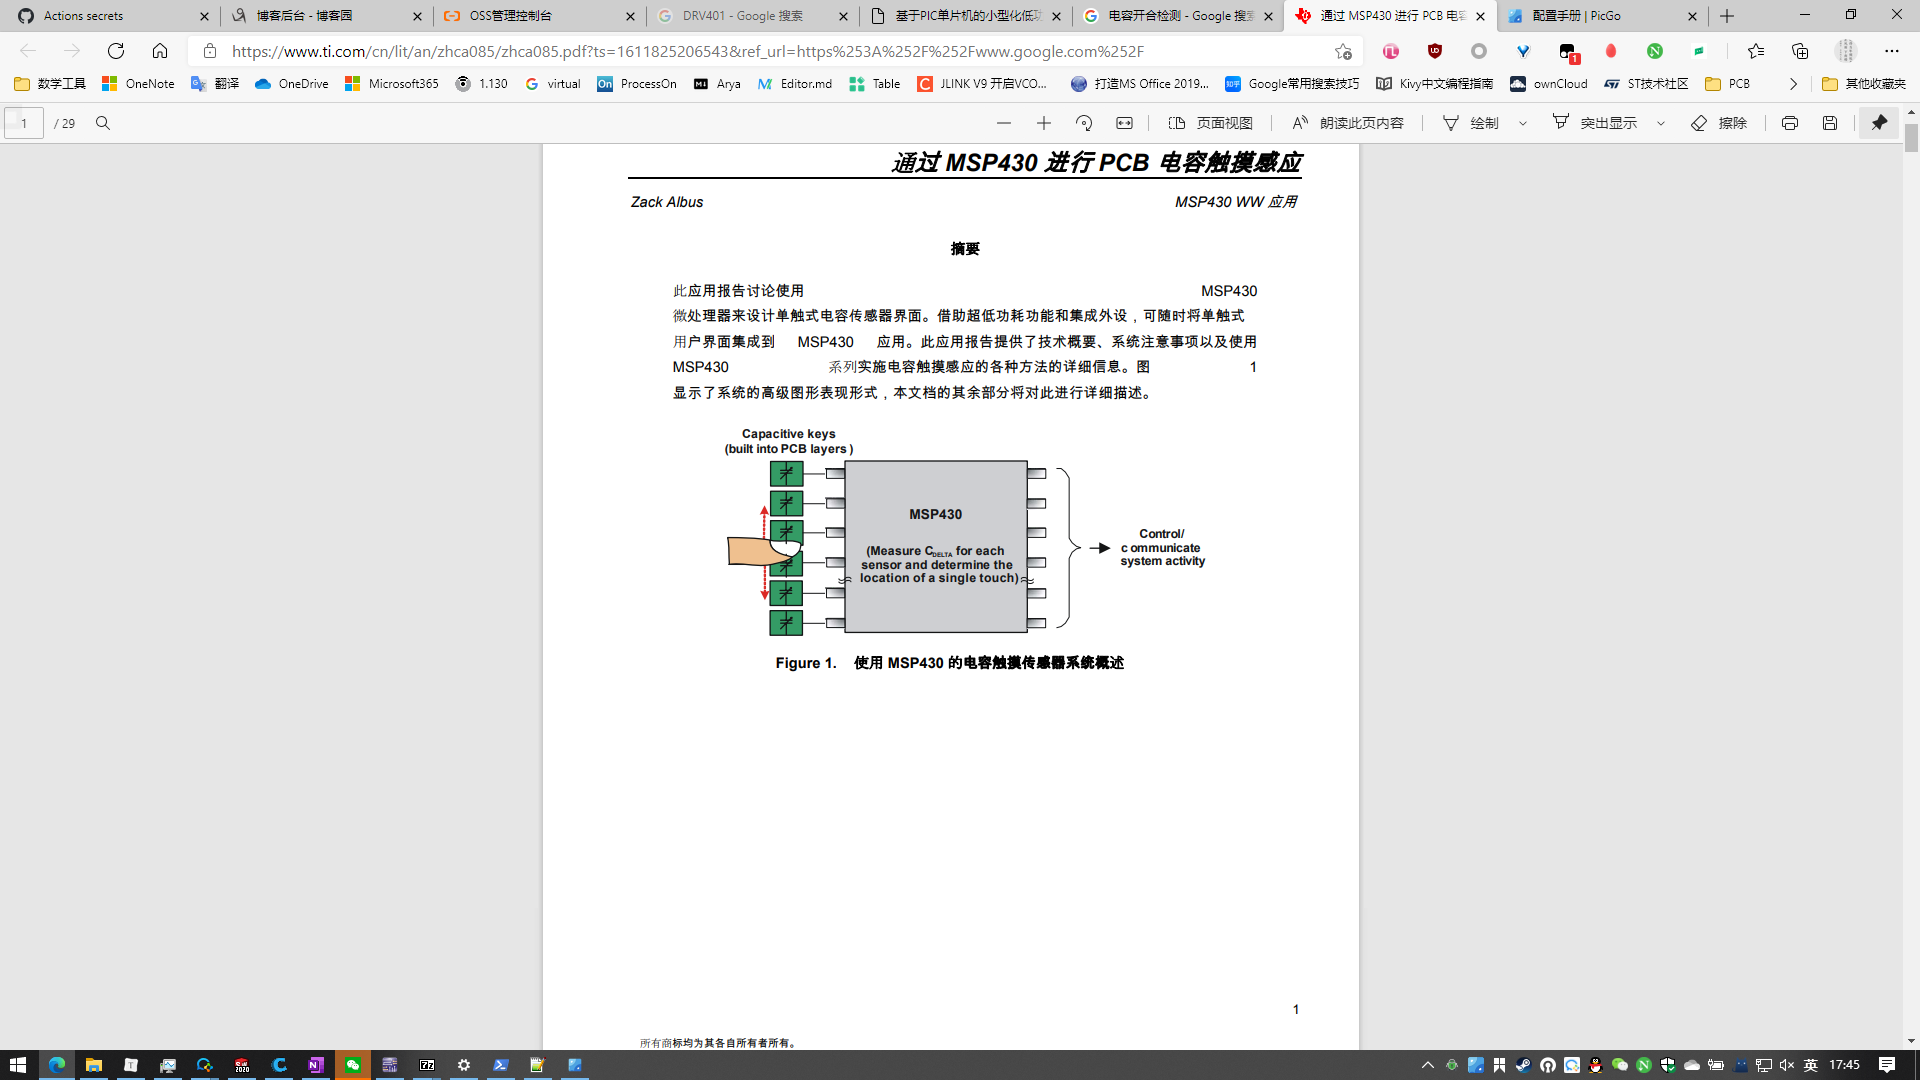 Actions secrets
博客后台 - 博客园
OSS管理控制台
DRV401 - Google 搜索
基于PIC单片机的小型化低功
电容开合检测 - Google 搜索
通过 MSP430 进行 PCB 电容
配置手册 | PicGo
https://www.ti.com/cn/lit/an/zhca085/zhca085.pdf?ts=1611825206543&ref_url=https%253A%252F%252Fwww.google.com%252F
数学工具
OneNote
翻译
OneDrive
Microsoft365
1.130
virtual
ProcessOn
Arya
Editor.md
Table
JLINK V9 开启VCO...
打造MS Office 2019...
Google常用搜索技巧
Kivy中文编程指南
ownCloud
ST技术社区
PCB
其他收藏夹
1 / 29
页面视图
朗读此页内容
绘制
突出显示
擦除
通过 MSP430 进行 PCB 电容触摸感应
Zack Albus
MSP430 WW 应用
摘要
此应用报告讨论使用 MSP430
微处理器来设计单触式电容传感器界面。借助超低功耗功能和集成外设，可随时将单触式
用户界面集成到 MSP430 应用。此应用报告提供了技术概要、系统注意事项以及使用
MSP430 系列实施电容触摸感应的各种方法的详细信息。图 1
显示了系统的高级图形表现形式，本文档的其余部分将对此进行详细描述。
Capacitive keys
(built into PCB layers )
MSP430
(Measure CDELTA for each
sensor and determine the
location of a single touch)
Control/
c ommunicate
system activity
Figure 1. 使用 MSP430 的电容触摸传感器系统概述
1
所有商标均为其各自所有者所有。
英
17:45